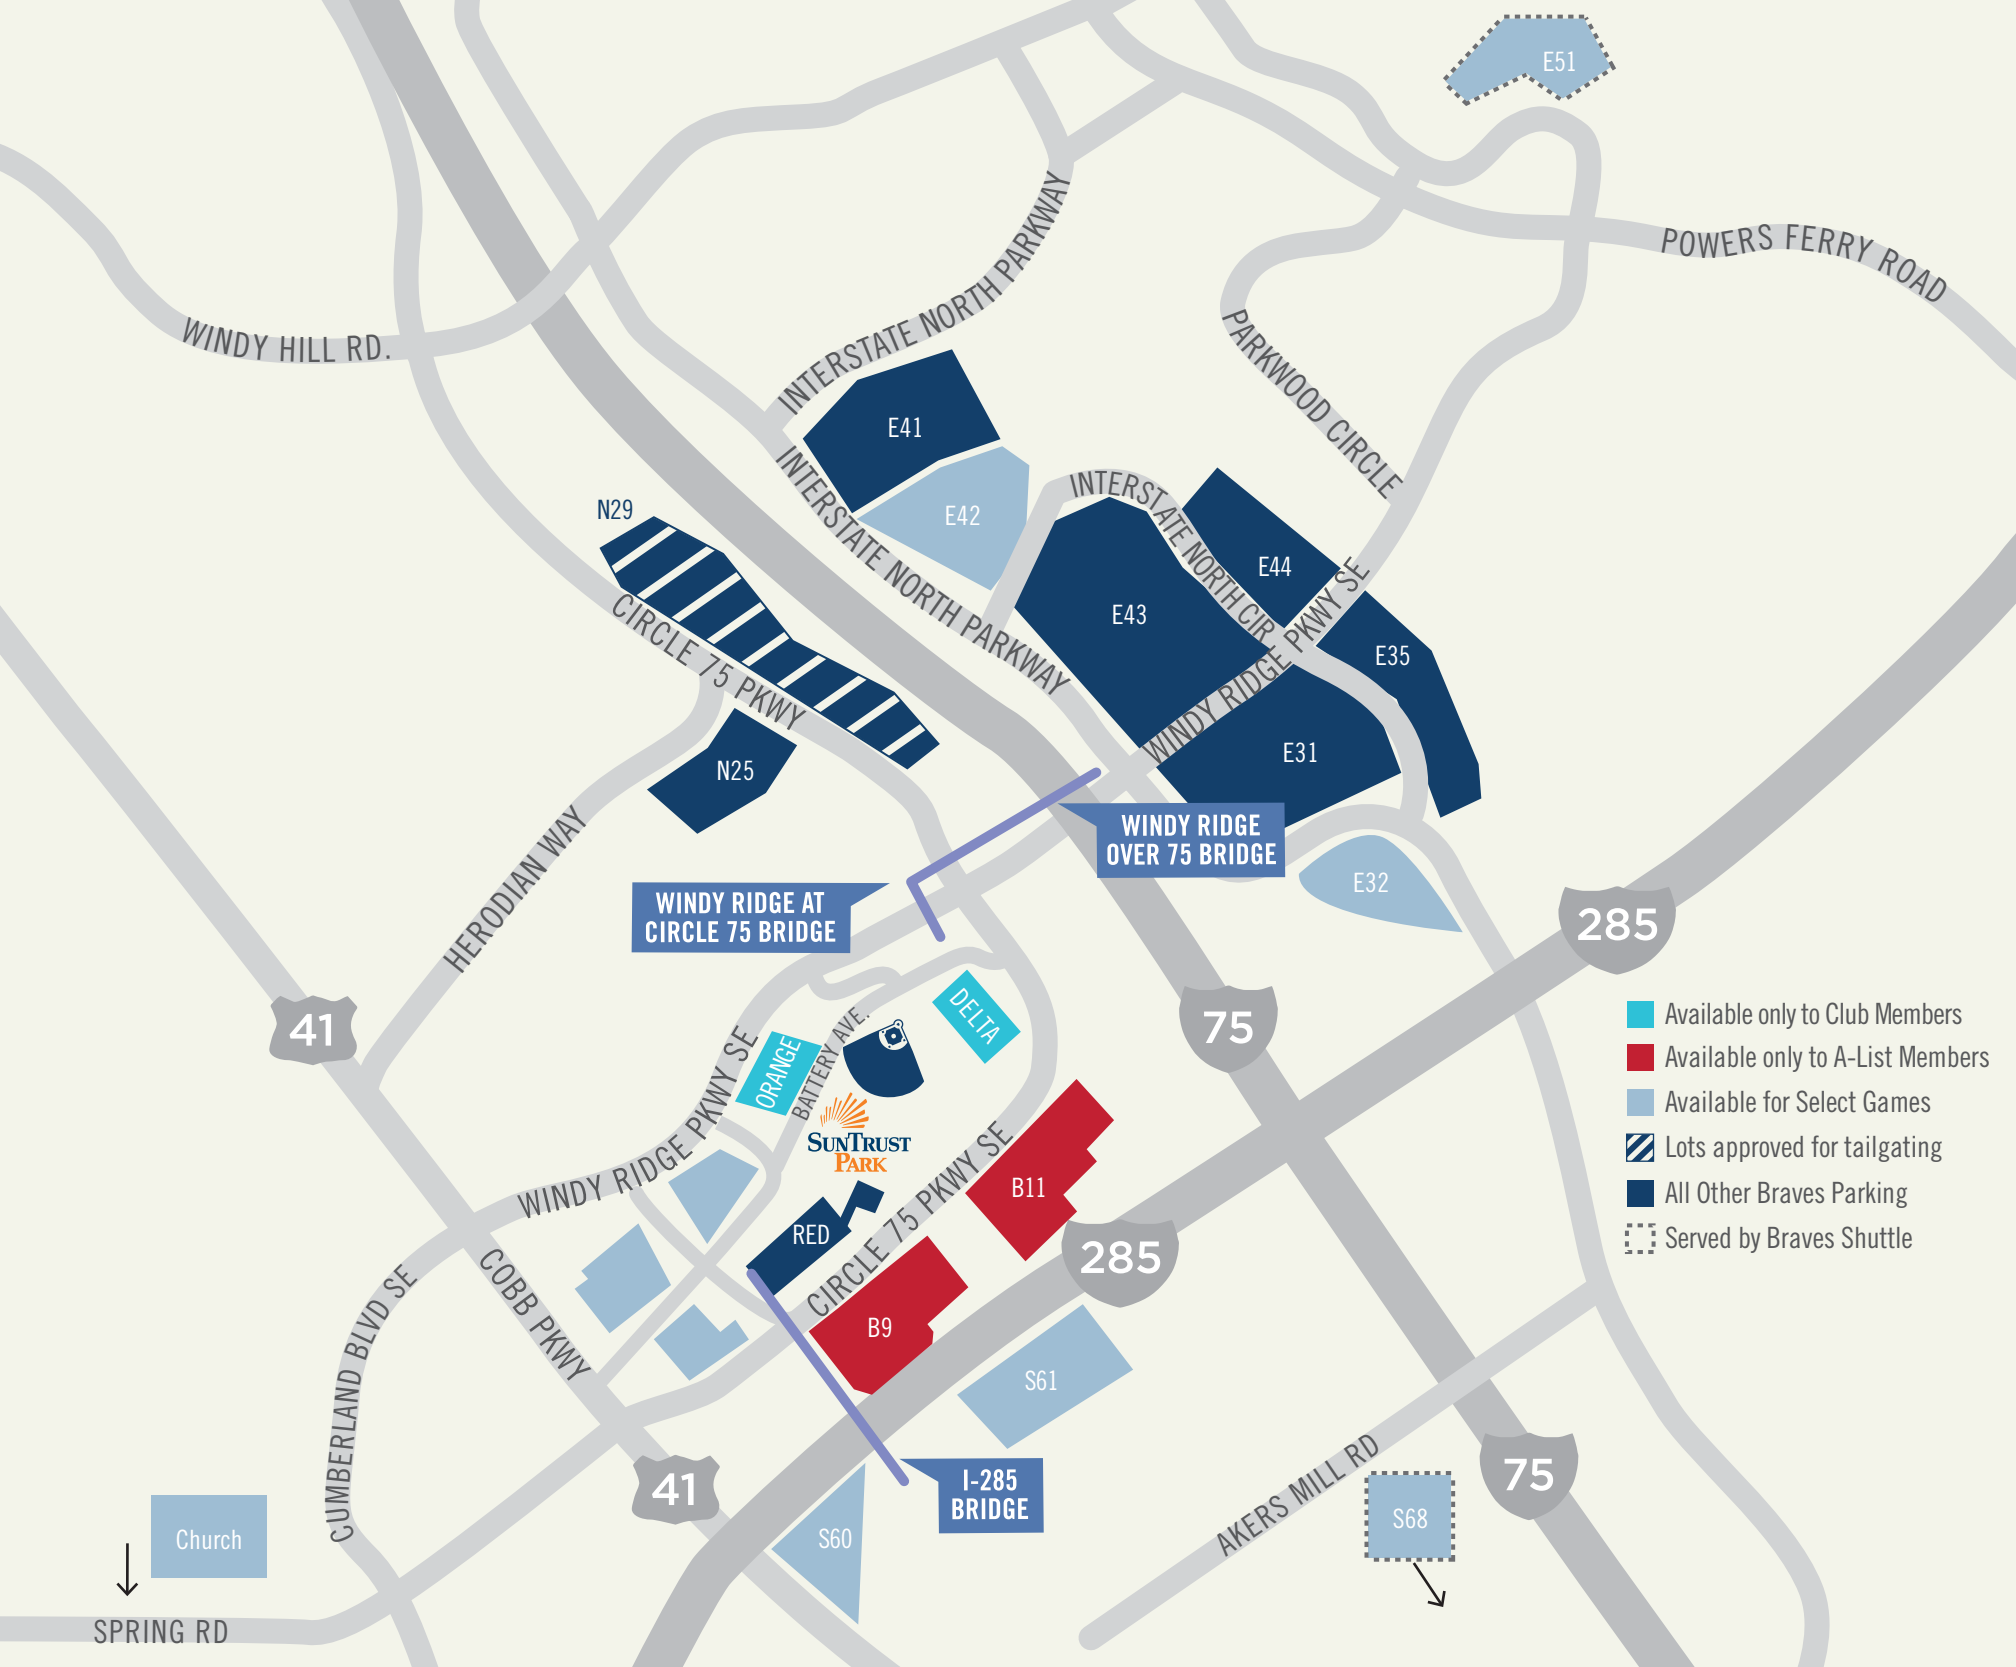 E51
POWERS FERRY ROAD
INTERSTATE NORTH PARKWAY
WINDY HILL RD.
PARKWOOD CIRCLE
E41
E42
INTERSTATE NORTH PARKWAY
INTERSTATE NORTH CIR
N29
E44
E43
WINDY RIDGE PKWY SE
E35
CIRCLE 75 PKWY
N25
E31
WINDY RIDGE
OVER 75 BRIDGE
E32
HERODIAN WAY
WINDY RIDGE AT
CIRCLE 75 BRIDGE
285
41
75
DELTA
ORANGE
BATTERY AVE.
WINDY RIDGE PKWY SE
SUNTRUST
PARK
CIRCLE 75 PKWY SE
B11
RED
285
B9
COBB PKWY
CUMBERLAND BLVD SE
S61
41
I-285
BRIDGE
S60
AKERS MILL RD
75
S68
Church
SPRING RD
Available only to Club Members
Available only to A-List Members
Available for Select Games
Lots approved for tailgating
All Other Braves Parking
Served by Braves Shuttle